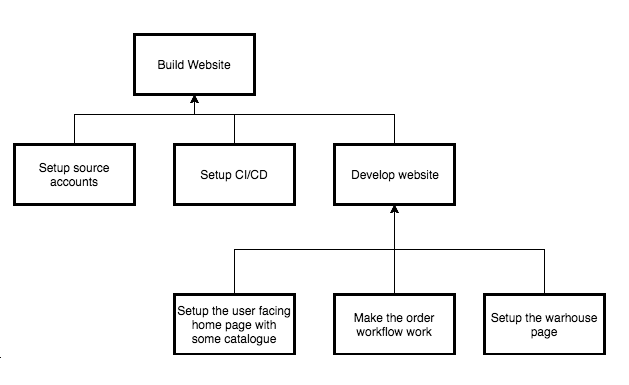 Build Website
Setup source
accounts
Setup CI/CD
Develop website
Setup the user facing
home page with
some catalogue
Make the order
workflow work
Setup the warhouse
page